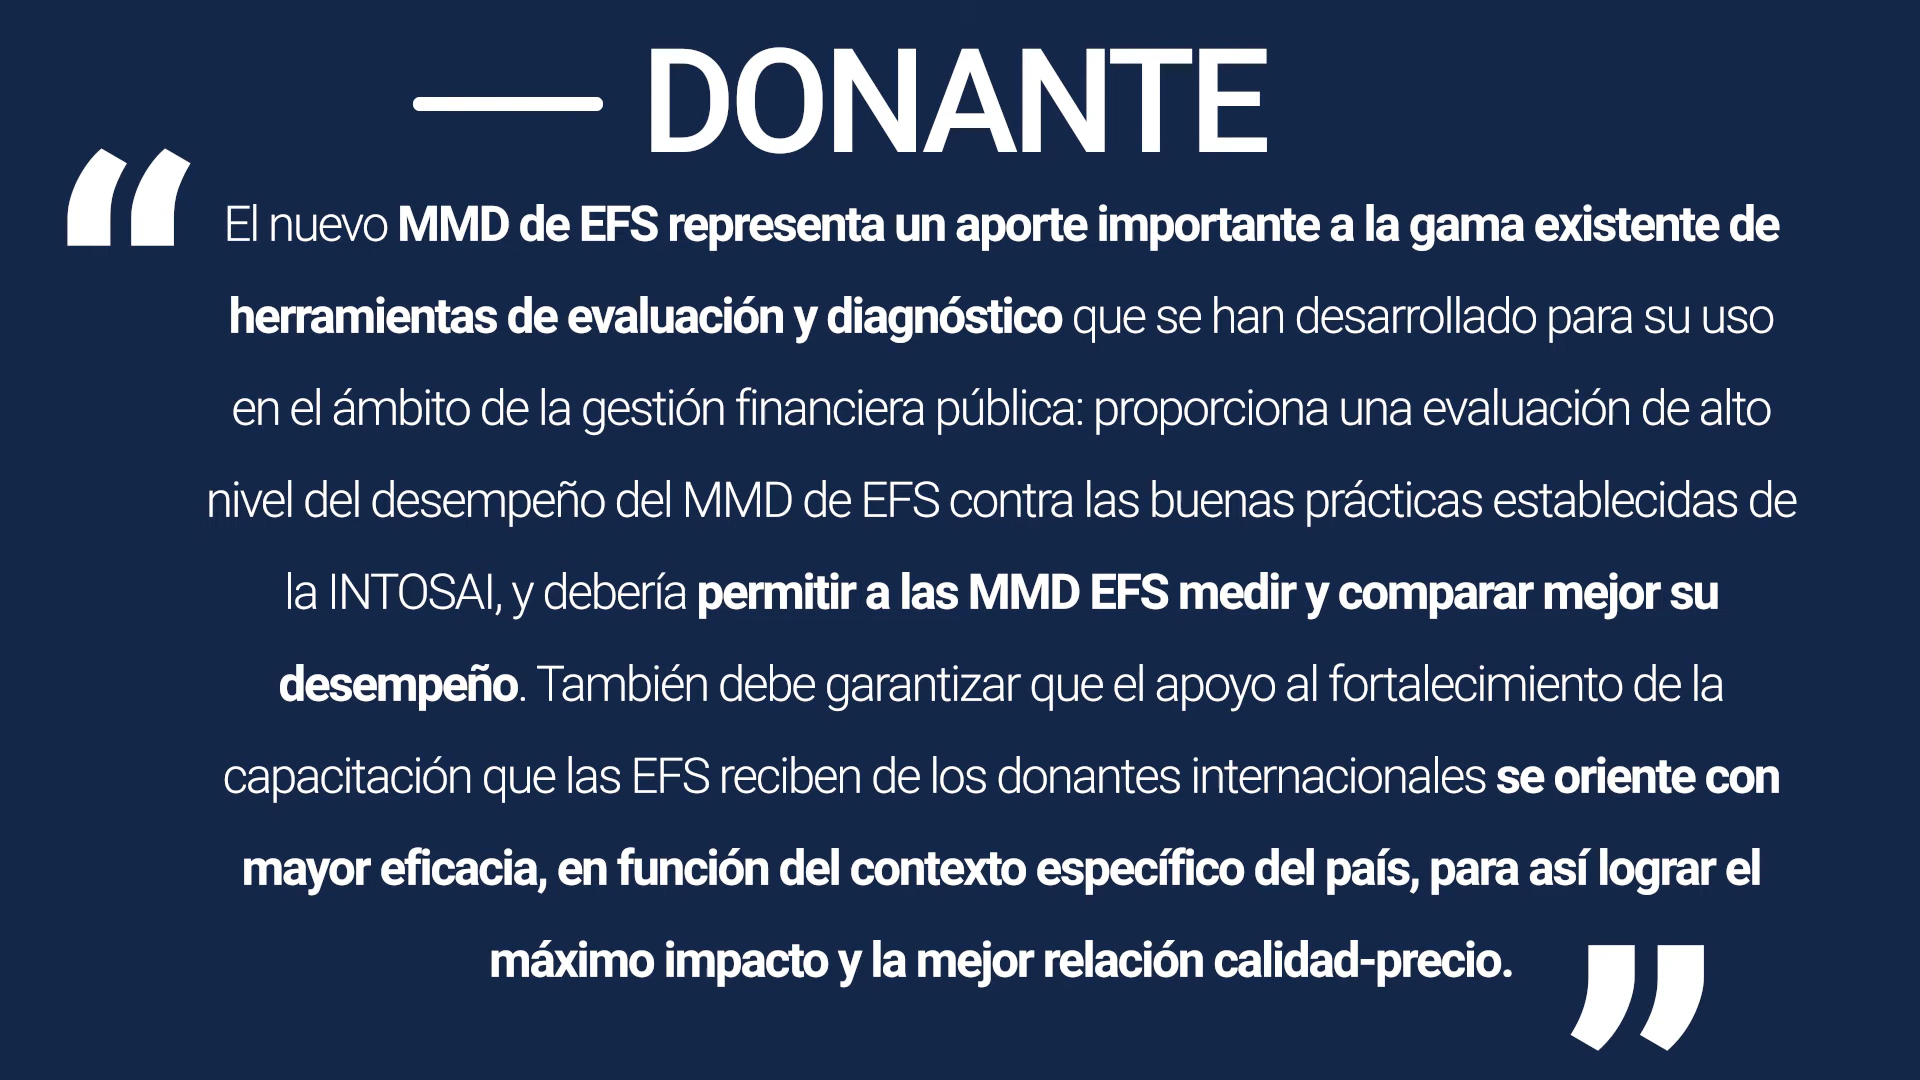 — DONANTE
“ El nuevo MMD de EFS representa un aporte importante a la gama existente de
herramientas de evaluación y diagnóstico que se han desarrollado para su uso
en el ámbito de la gestión financiera pública: proporciona una evaluación de alto
nivel del desempeño del MMD de EFS contra las buenas prácticas establecidas de
la INTOSAI, y debería permitir a las MMD EFS medir y comparar mejor su
desempeño. También debe garantizar que el apoyo al fortalecimiento de la
capacitación que las EFS reciben de los donantes internacionales se oriente con
mayor eficacia, en función del contexto específico del país, para así lograr el
máximo impacto y la mejor relación calidad-precio. ”